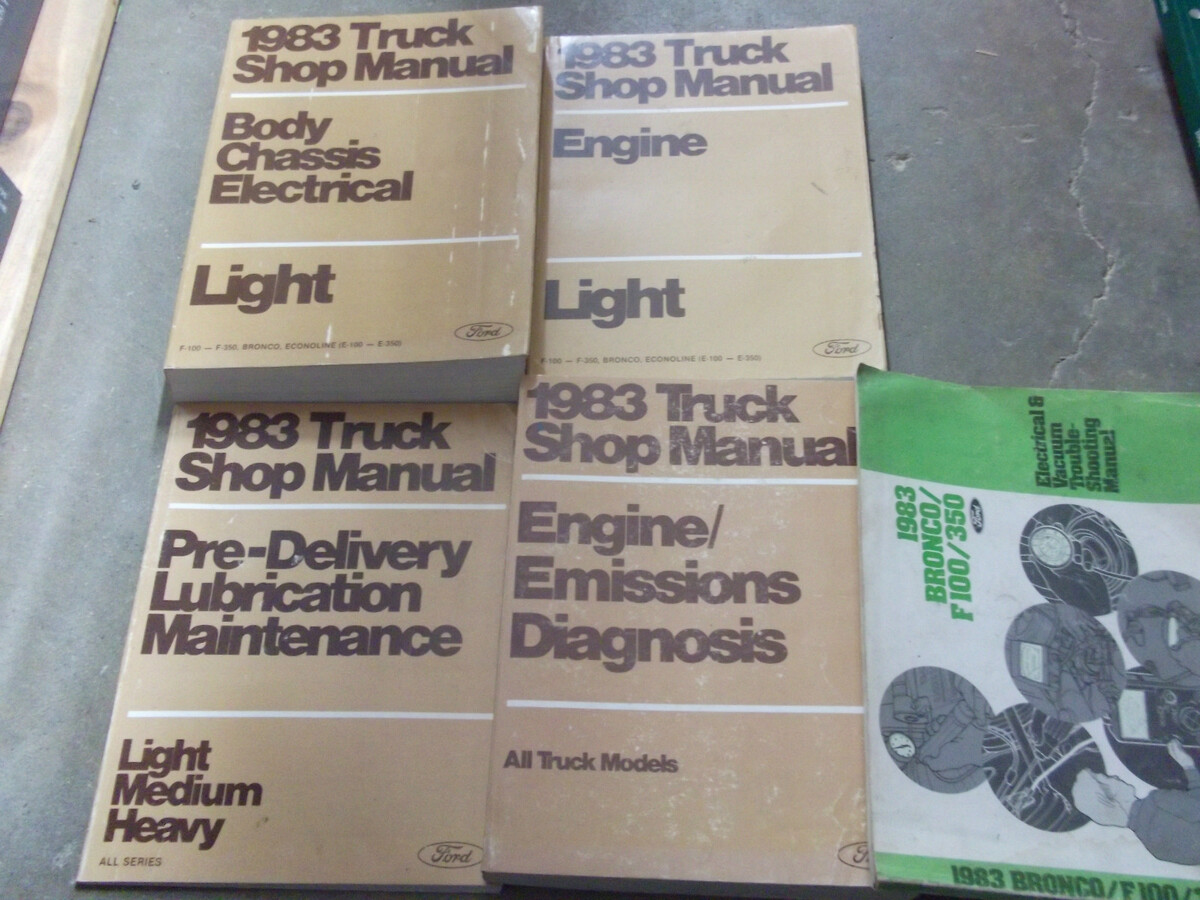 1983 Truck
Shop Manual
Body
Chassis
Electrical
Light
F-100 — F-350, BRONCO, ECONOLINE (E-100 — E-350)
Ford
1983 Truck
Shop Manual
Engine
Light
F-100 — F-350, BRONCO, ECONOLINE (E-100 — E-350)
Ford
1983 Truck
Shop Manual
Pre-Delivery
Lubrication
Maintenance
Light
Medium
Heavy
ALL SERIES
Ford
1983 Truck
Shop Manual
Engine/
Emissions
Diagnosis
All Truck Models
Electrical &
Vacuum
Trouble-
Shooting
Manual
1983
BRONCO/
F100/350
Ford
1983 BRONCO/F100/